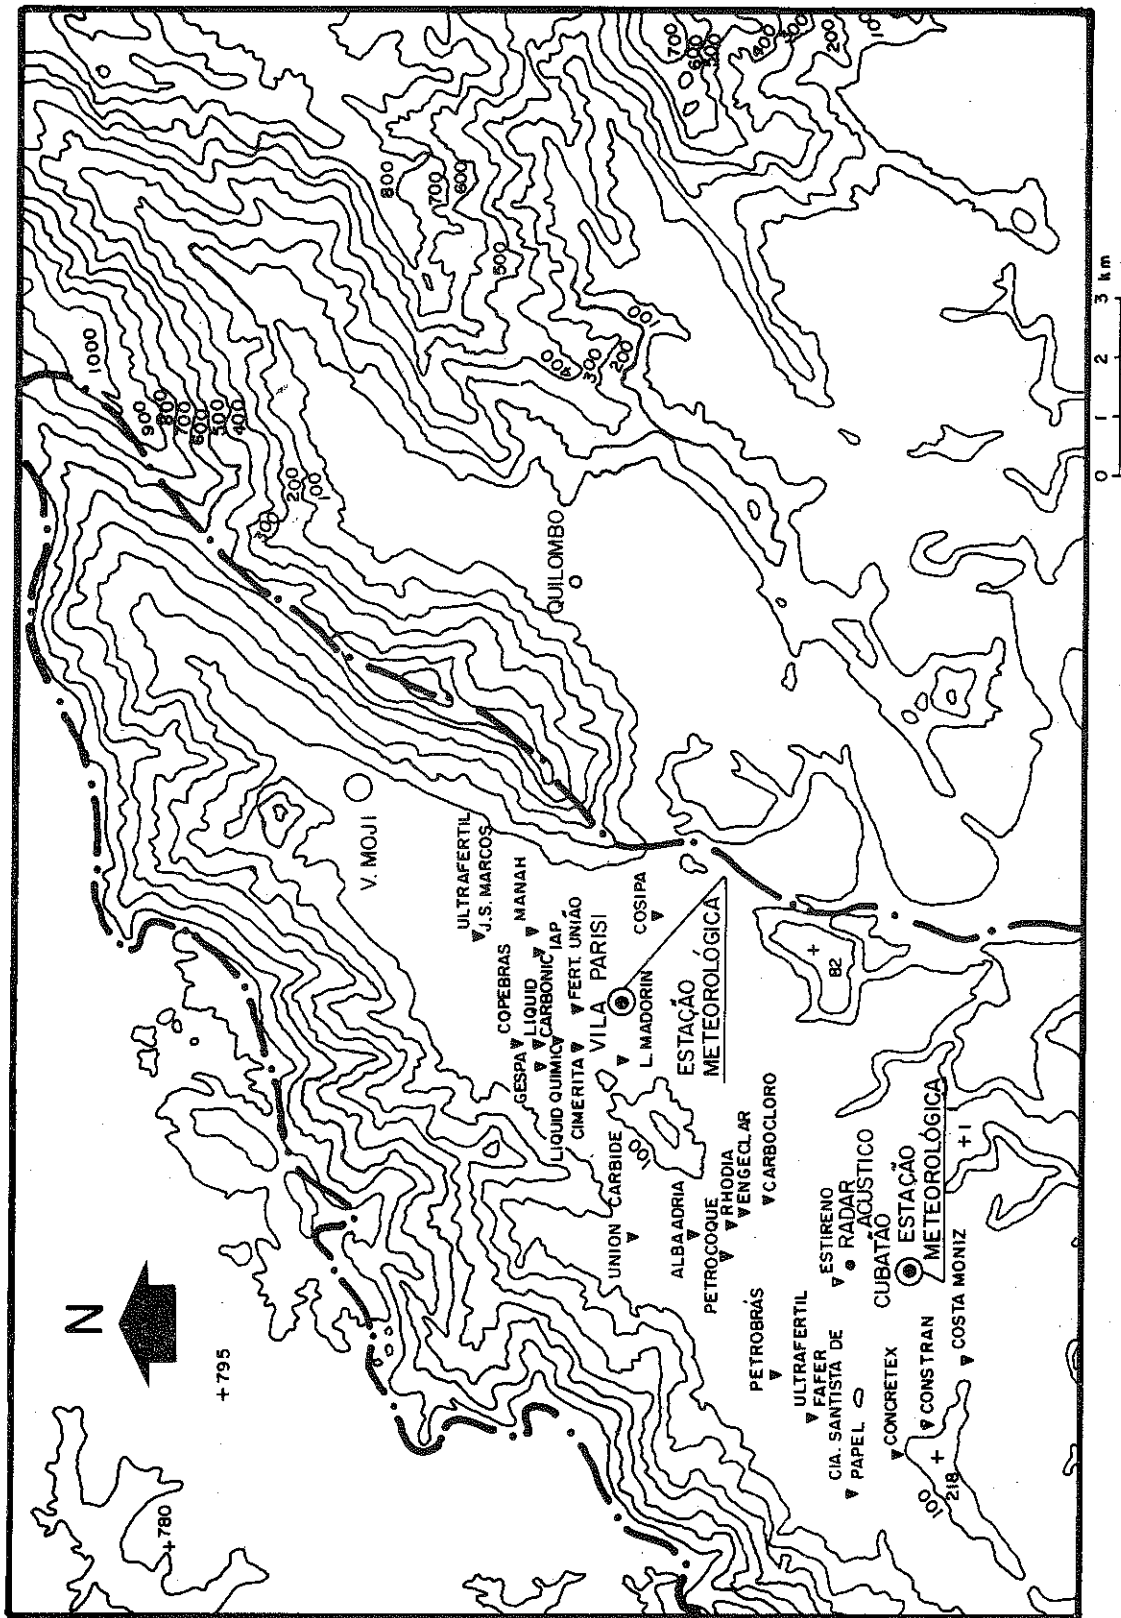 N
+795
+780
1000
900
800
700
600
500
400
300
200
100
800
700
600
500
400
300
200
100
700
600
500
400
300
200
V. MOJI
QUILOMBO
ULTRAFERTIL
J.S. MARCOS
COPEBRAS
MANAH
GESPA
LIQUID
CARBONIC
IAP
LIQUID QUIMIC
FERT. UNIÃO
CIMERITA
VILA PARISI
COSIPA
L. MADORIN
ESTAÇÃO
METEOROLÓGICA
UNION CARBIDE
100
ALBA ADRIA
PETROCOQUE
RHODIA
ENGECLAR
CARBOCLORO
82
+
PETROBRÁS
ULTRAFERTIL
FAFER
ESTIRENO
RADAR
ACÚSTICO
CIA. SANTISTA DE
PAPEL
CUBATÃO
ESTAÇÃO
METEOROLÓGICA
CONCRETEX
CONSTRAN
COSTA MONIZ
+1
100
218 +
0 1 2 3 km